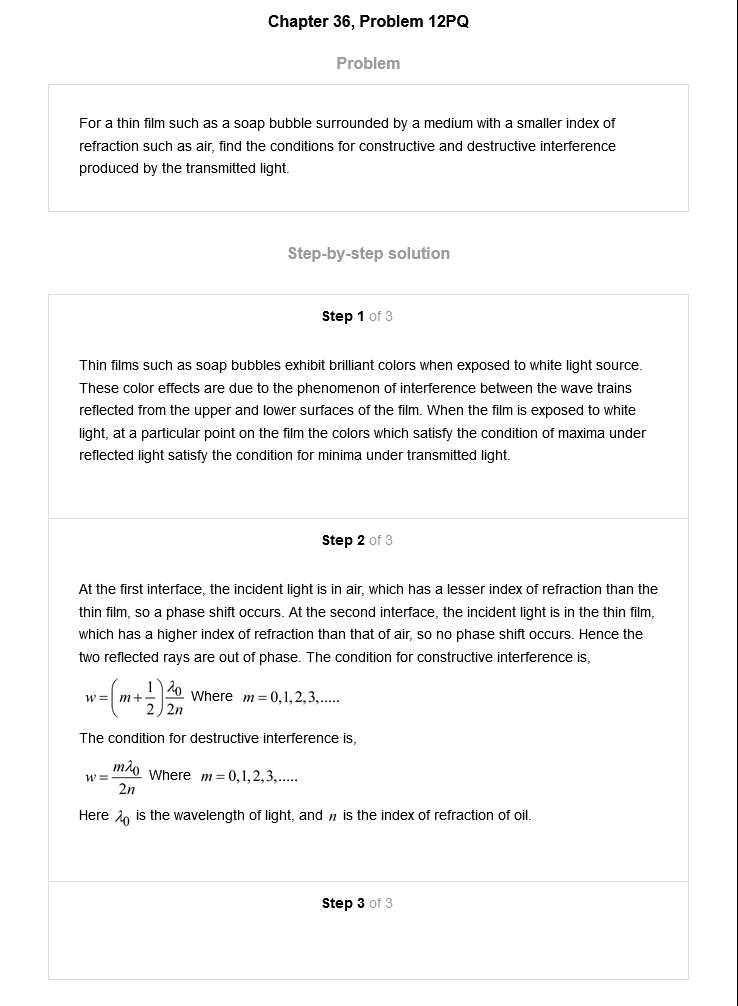 Chapter 36, Problem 12PQ
Problem
For a thin film such as a soap bubble surrounded by a medium with a smaller index of
refraction such as air, find the conditions for constructive and destructive interference
produced by the transmitted light.
Step-by-step solution
Step 1 of 3
Thin films such as soap bubbles exhibit brilliant colors when exposed to white light source.
These color effects are due to the phenomenon of interference between the wave trains
reflected from the upper and lower surfaces of the film. When the film is exposed to white
light, at a particular point on the film the colors which satisfy the condition of maxima under
reflected light satisfy the condition for minima under transmitted light.
Step 2 of 3
At the first interface, the incident light is in air, which has a lesser index of refraction than the
thin film, so a phase shift occurs. At the second interface, the incident light is in the thin film,
which has a higher index of refraction than that of air, so no phase shift occurs. Hence the
two reflected rays are out of phase. The condition for constructive interference is,
w = (m + 1/2) λ₀/2n Where m = 0,1,2,3,.....
The condition for destructive interference is,
w = mλ₀/2n Where m = 0,1,2,3,.....
Here λ₀ is the wavelength of light, and n is the index of refraction of oil.
Step 3 of 3